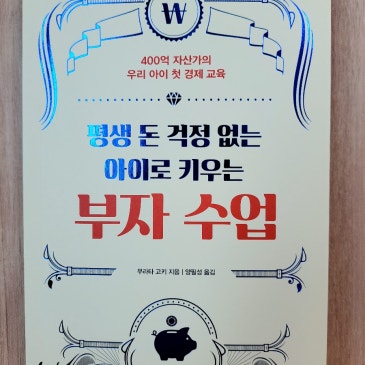 ₩
400억 자산가의
우리 아이 첫 경제 교육
평생 돈 걱정 없는
아이로 키우는
부자 수업
무라타 고키 지음 | 양필성 옮김